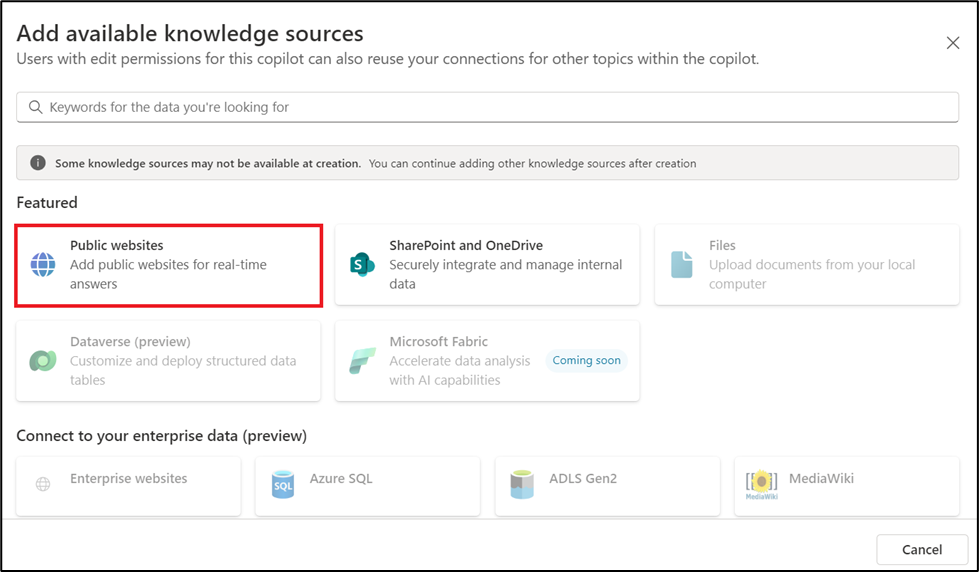 Add available knowledge sources
Users with edit permissions for this copilot can also reuse your connections for other topics within the copilot.
Keywords for the data you're looking for
Some knowledge sources may not be available at creation. You can continue adding other knowledge sources after creation
Featured
Public websites
Add public websites for real-time
answers
SharePoint and OneDrive
Securely integrate and manage internal
data
Files
Upload documents from your local
computer
Dataverse (preview)
Customize and deploy structured data
tables
Microsoft Fabric
Accelerate data analysis
with AI capabilities
Coming soon
Connect to your enterprise data (preview)
Enterprise websites
SQL
Azure SQL
ADLS Gen2
MediaWiki
MediaWiki
Cancel